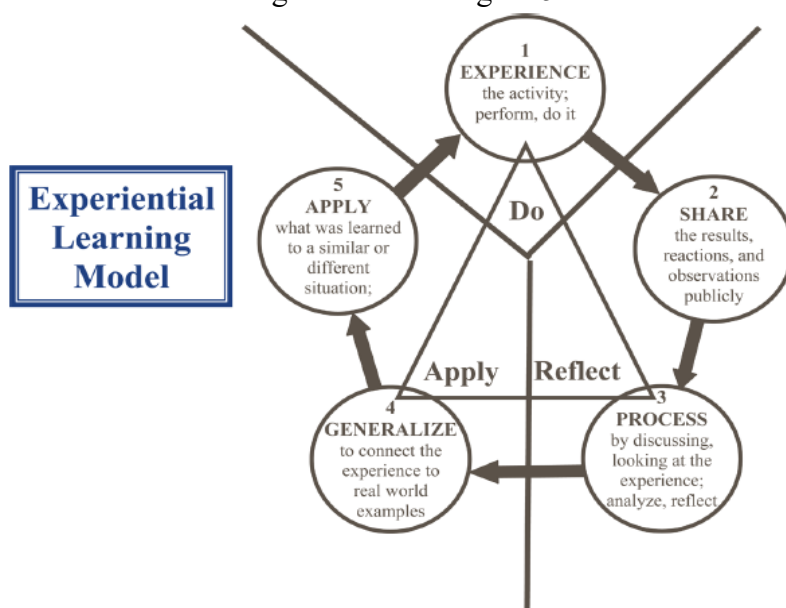 Experiential
Learning
Model
1
EXPERIENCE
the activity;
perform, do it
2
SHARE
the results,
reactions, and
observations
publicly
3
PROCESS
by discussing,
looking at the
experience;
analyze, reflect
4
GENERALIZE
to connect the
experience to
real world
examples
5
APPLY
what was learned
to a similar or
different
situation;
Do
Apply
Reflect